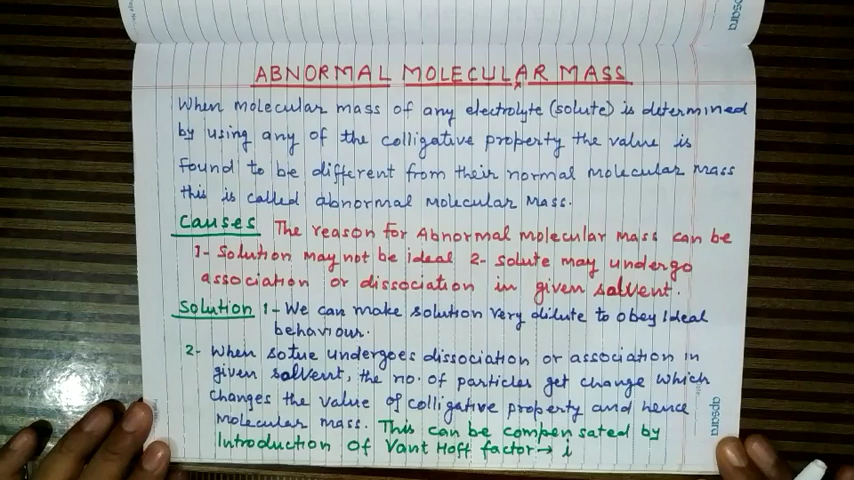 apsara
ABNORMAL MOLECULAR MASS
When molecular mass of any electrolyte (solute) is determined
by using any of the colligative property the value is
found to be different from their normal molecular mass
this is called abnormal molecular mass.
Causes The reason for Abnormal molecular mass can be
1- Solution may not be ideal 2- solute may undergo
association or dissociation in given solvent.
Solution 1- We can make solution very dilute to obey ideal
behaviour.
2- When sotue undergoes dissociation or association in
given solvent, the no. of particles get change which
changes the value of colligative property and hence
molecular mass. This can be compensated by
Introduction of Vant Hoff factor → i
apsara